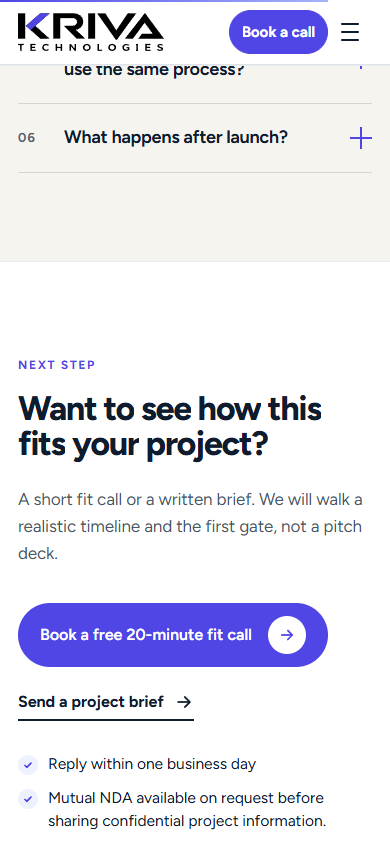 KRIVA
TECHNOLOGIES
Book a call
use the same process?
06 What happens after launch?
NEXT STEP
Want to see how this
fits your project?
A short fit call or a written brief. We will walk a
realistic timeline and the first gate, not a pitch
deck.
Book a free 20-minute fit call
Send a project brief
Reply within one business day
Mutual NDA available on request before
sharing confidential project information.